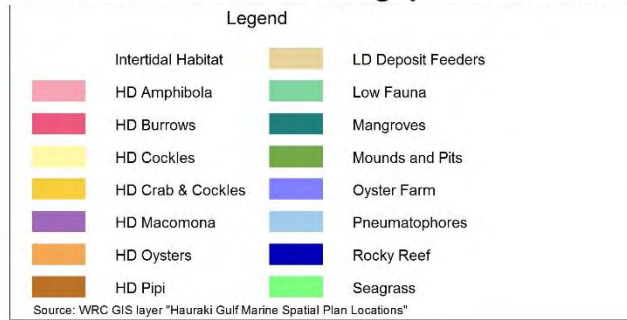 Legend
Intertidal Habitat
HD Amphibola
HD Burrows
HD Cockles
HD Crab & Cockles
HD Macomona
HD Oysters
HD Pipi
LD Deposit Feeders
Low Fauna
Mangroves
Mounds and Pits
Oyster Farm
Pneumatophores
Rocky Reef
Seagrass
Source: WRC GIS layer "Hauraki Gulf Marine Spatial Plan Locations"